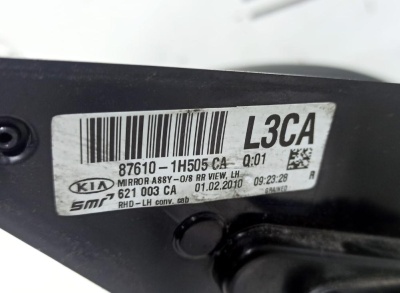 L3CA
87610-1H505 CA Q:01
KIA MIRROR ASSY-O/S RR VIEW, LH
621 003 CA 01.02.2010 09:23:28 R
smr RHD-LH conv. cab